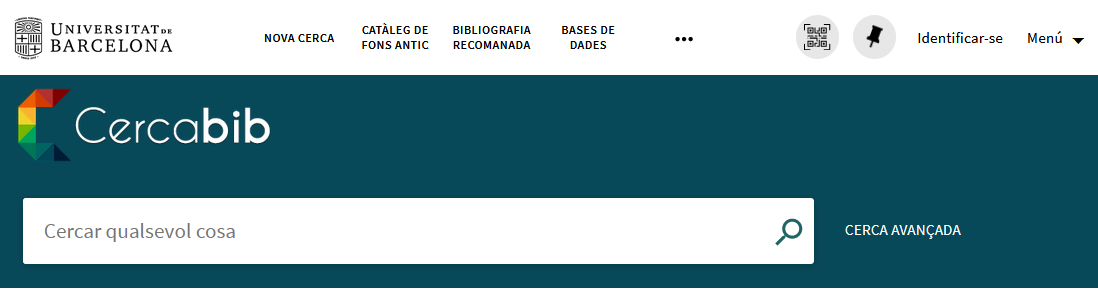 UNIVERSITAT DE
BARCELONA
NOVA CERCA
CATÀLEG DE
FONS ANTIC
BIBLIOGRAFIA
RECOMANADA
BASES DE
DADES
Identificar-se
Menú
Cercabib
Cercar qualsevol cosa
CERCA AVANÇADA